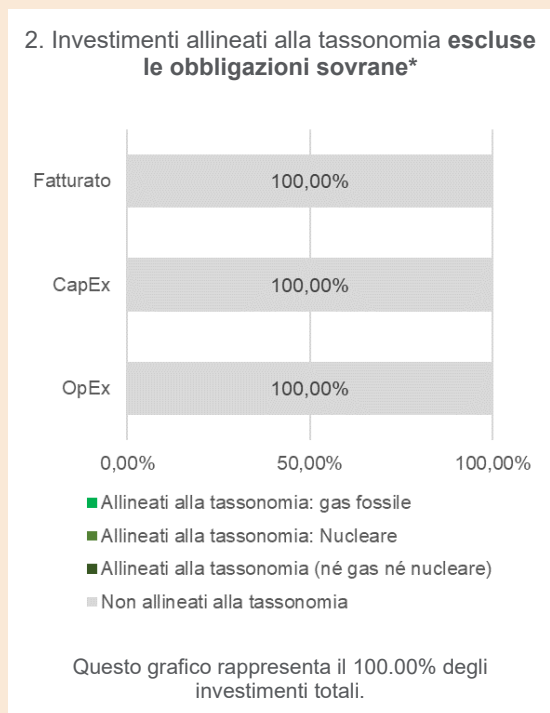 2. Investimenti allineati alla tassonomia escluse
le obbligazioni sovrane*
Fatturato
100,00%
CapEx
100,00%
OpEx
100,00%
0,00%
50,00%
100,00%
Allineati alla tassonomia: gas fossile
Allineati alla tassonomia: Nucleare
Allineati alla tassonomia (né gas né nucleare)
Non allineati alla tassonomia
Questo grafico rappresenta il 100.00% degli
investimenti totali.